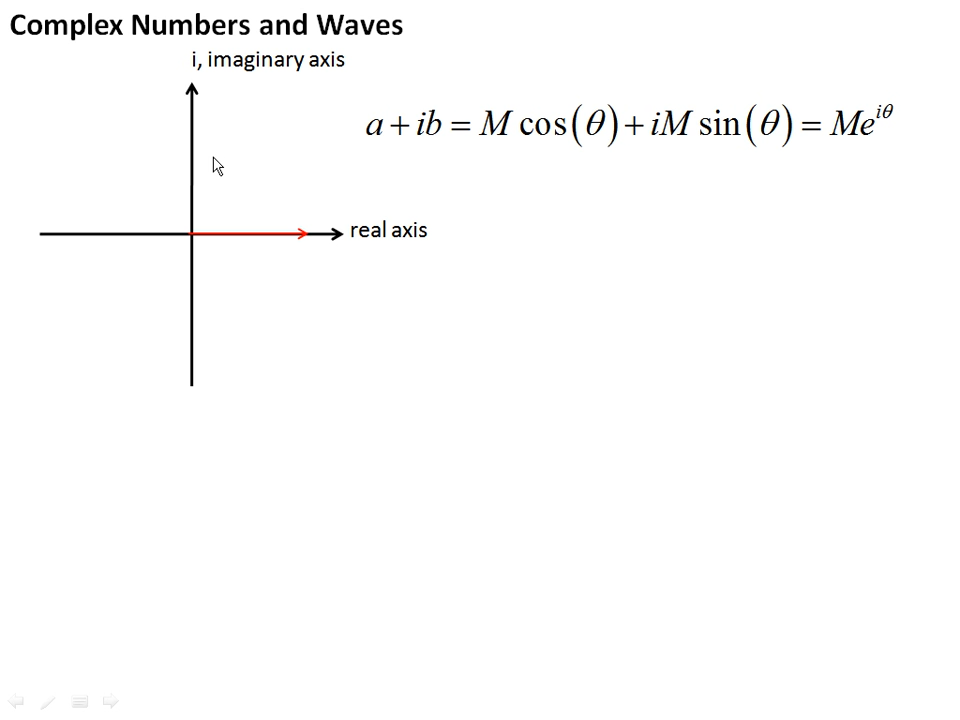 Complex Numbers and Waves
i, imaginary axis
a + ib = M cos(θ) + iM sin(θ) = Me^{iθ}
real axis